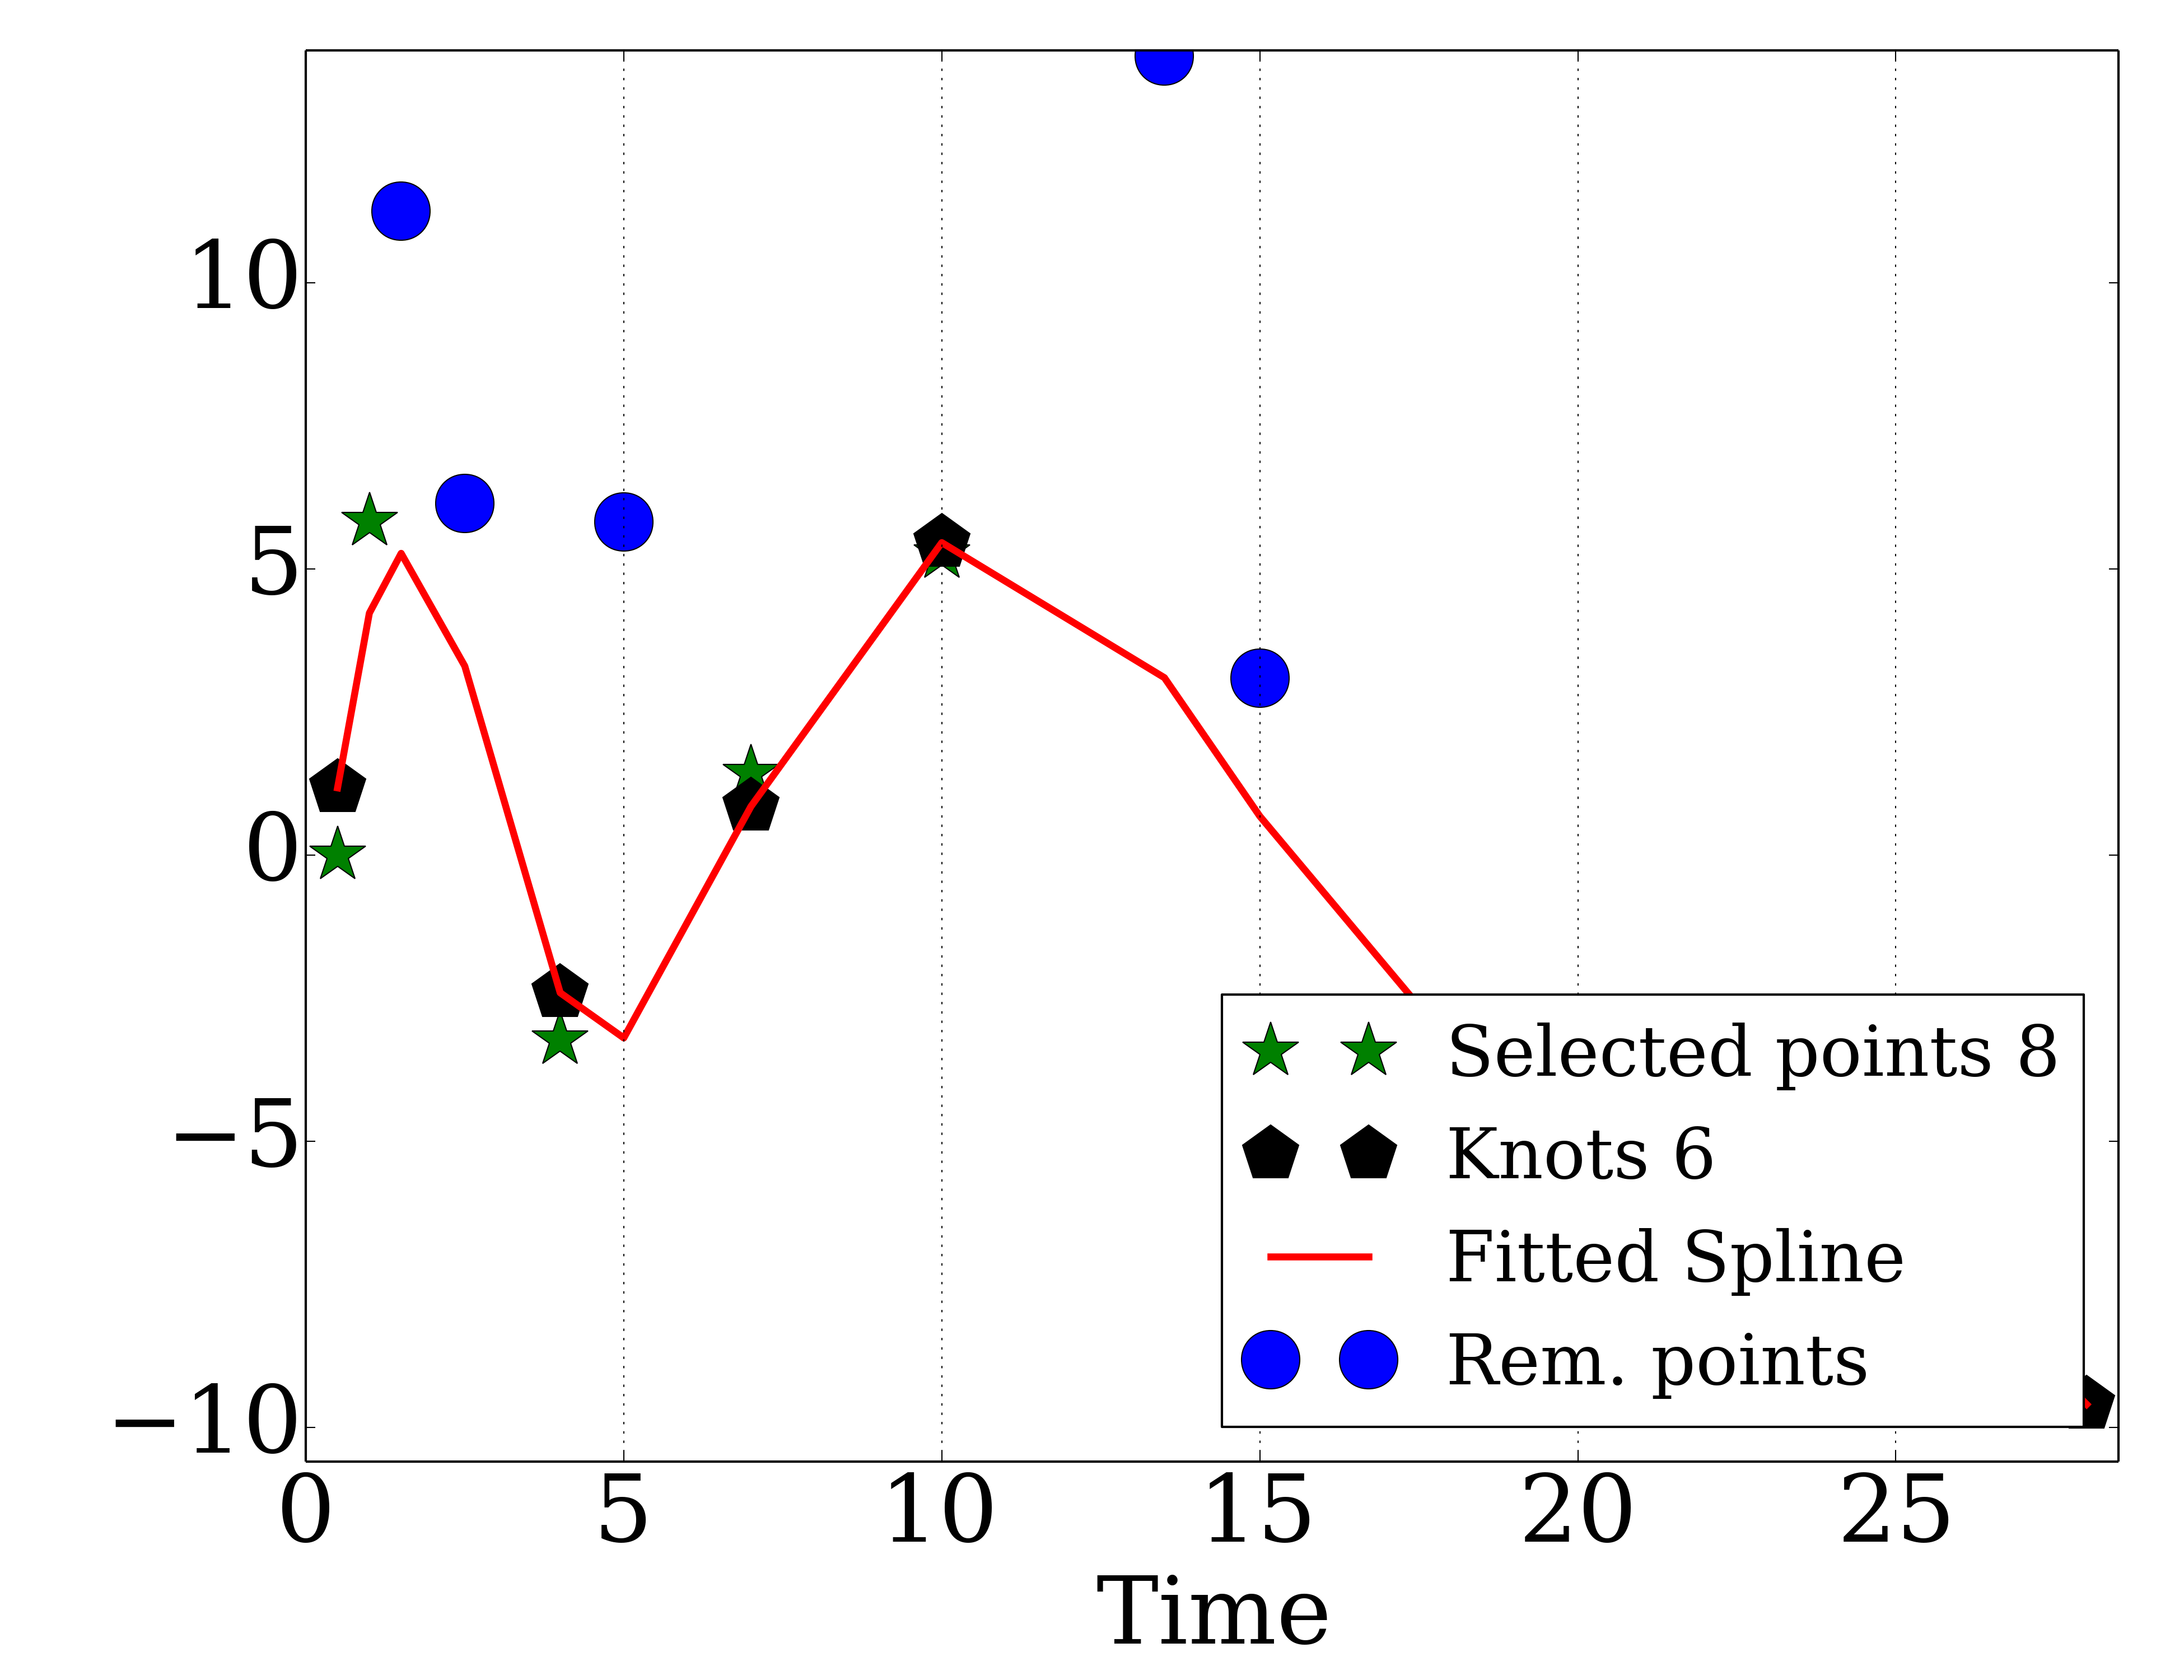 10
5
0
−5
−10
Selected points 8
Knots 6
Fitted Spline
Rem. points
0 5 10 15 20 25
Time